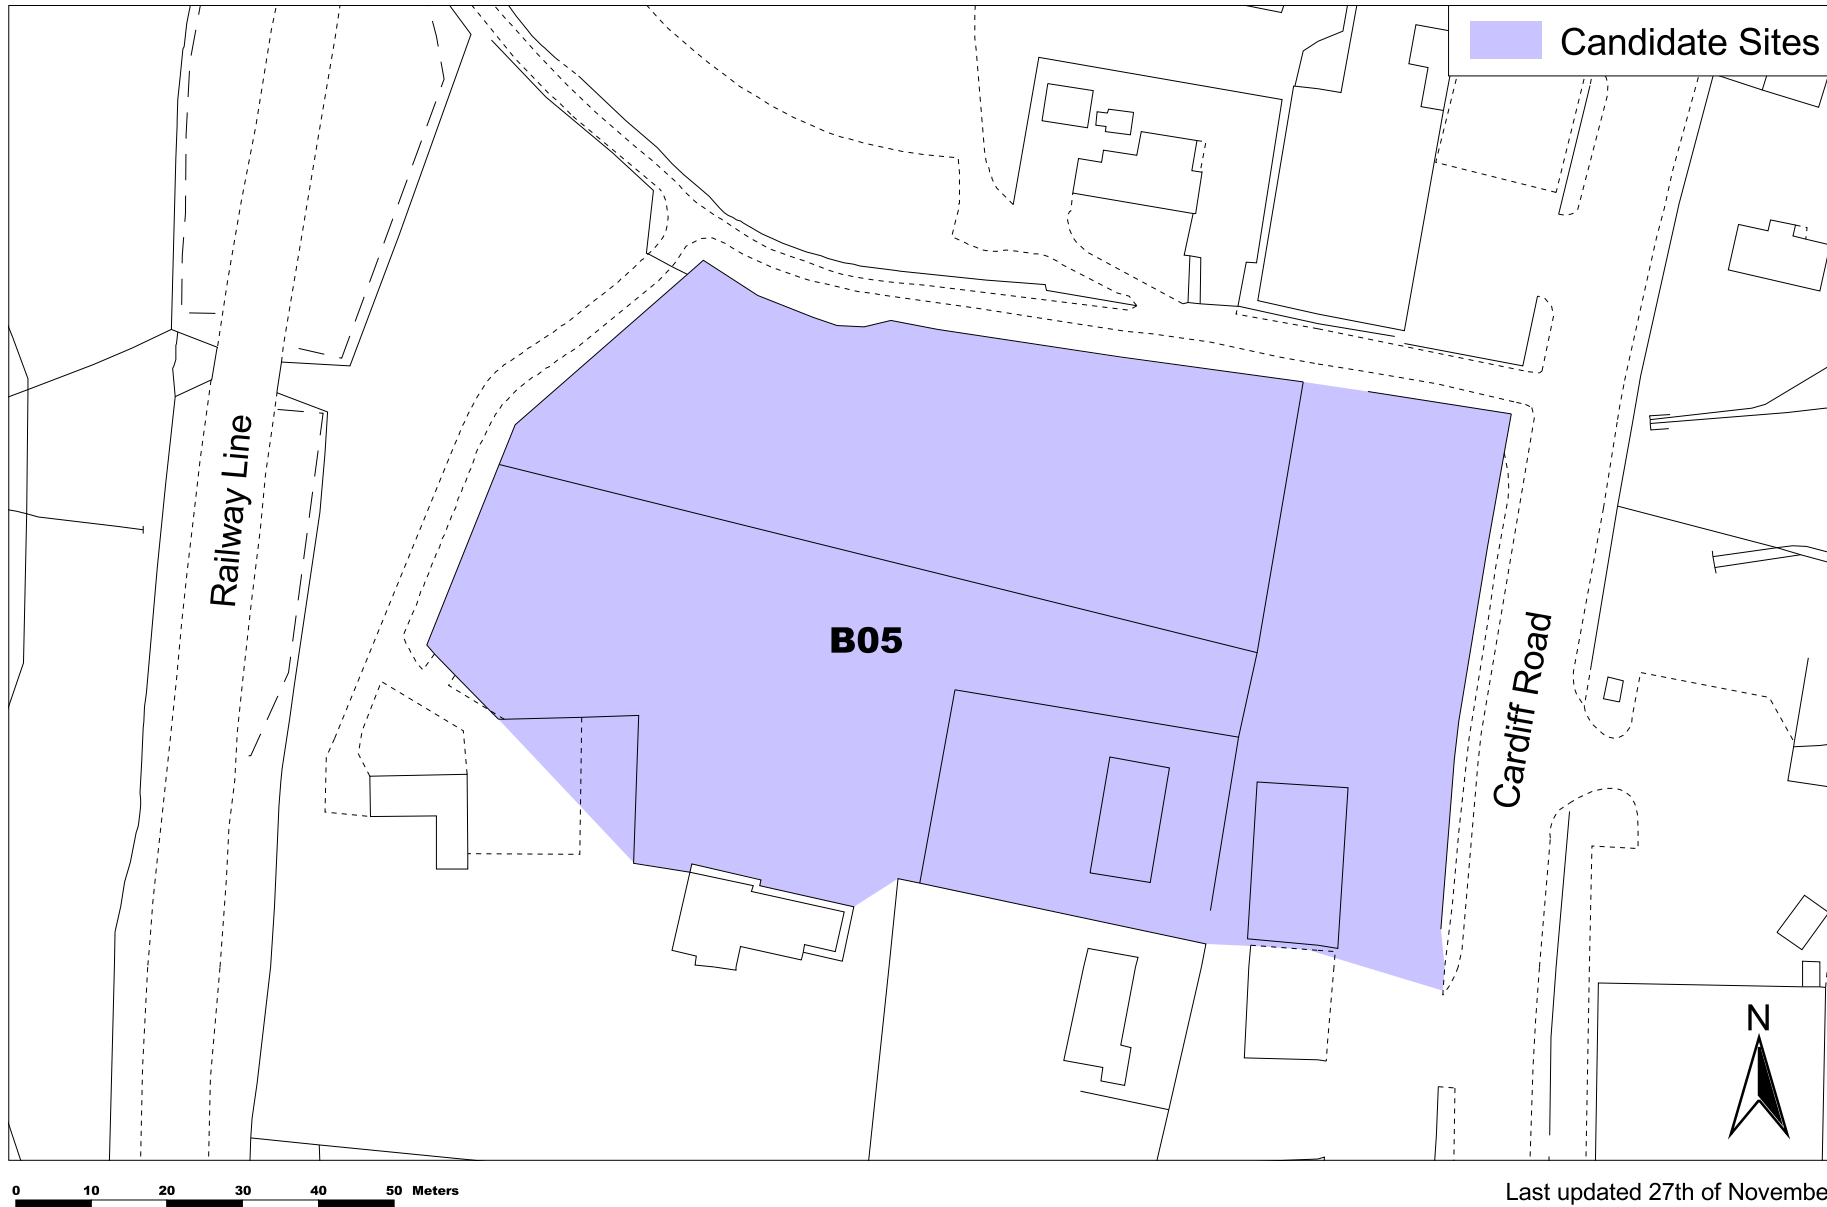 Candidate Sites
Railway Line
B05
Cardiff Road
N
0 10 20 30 40 50 Meters
Last updated 27th of Novembe